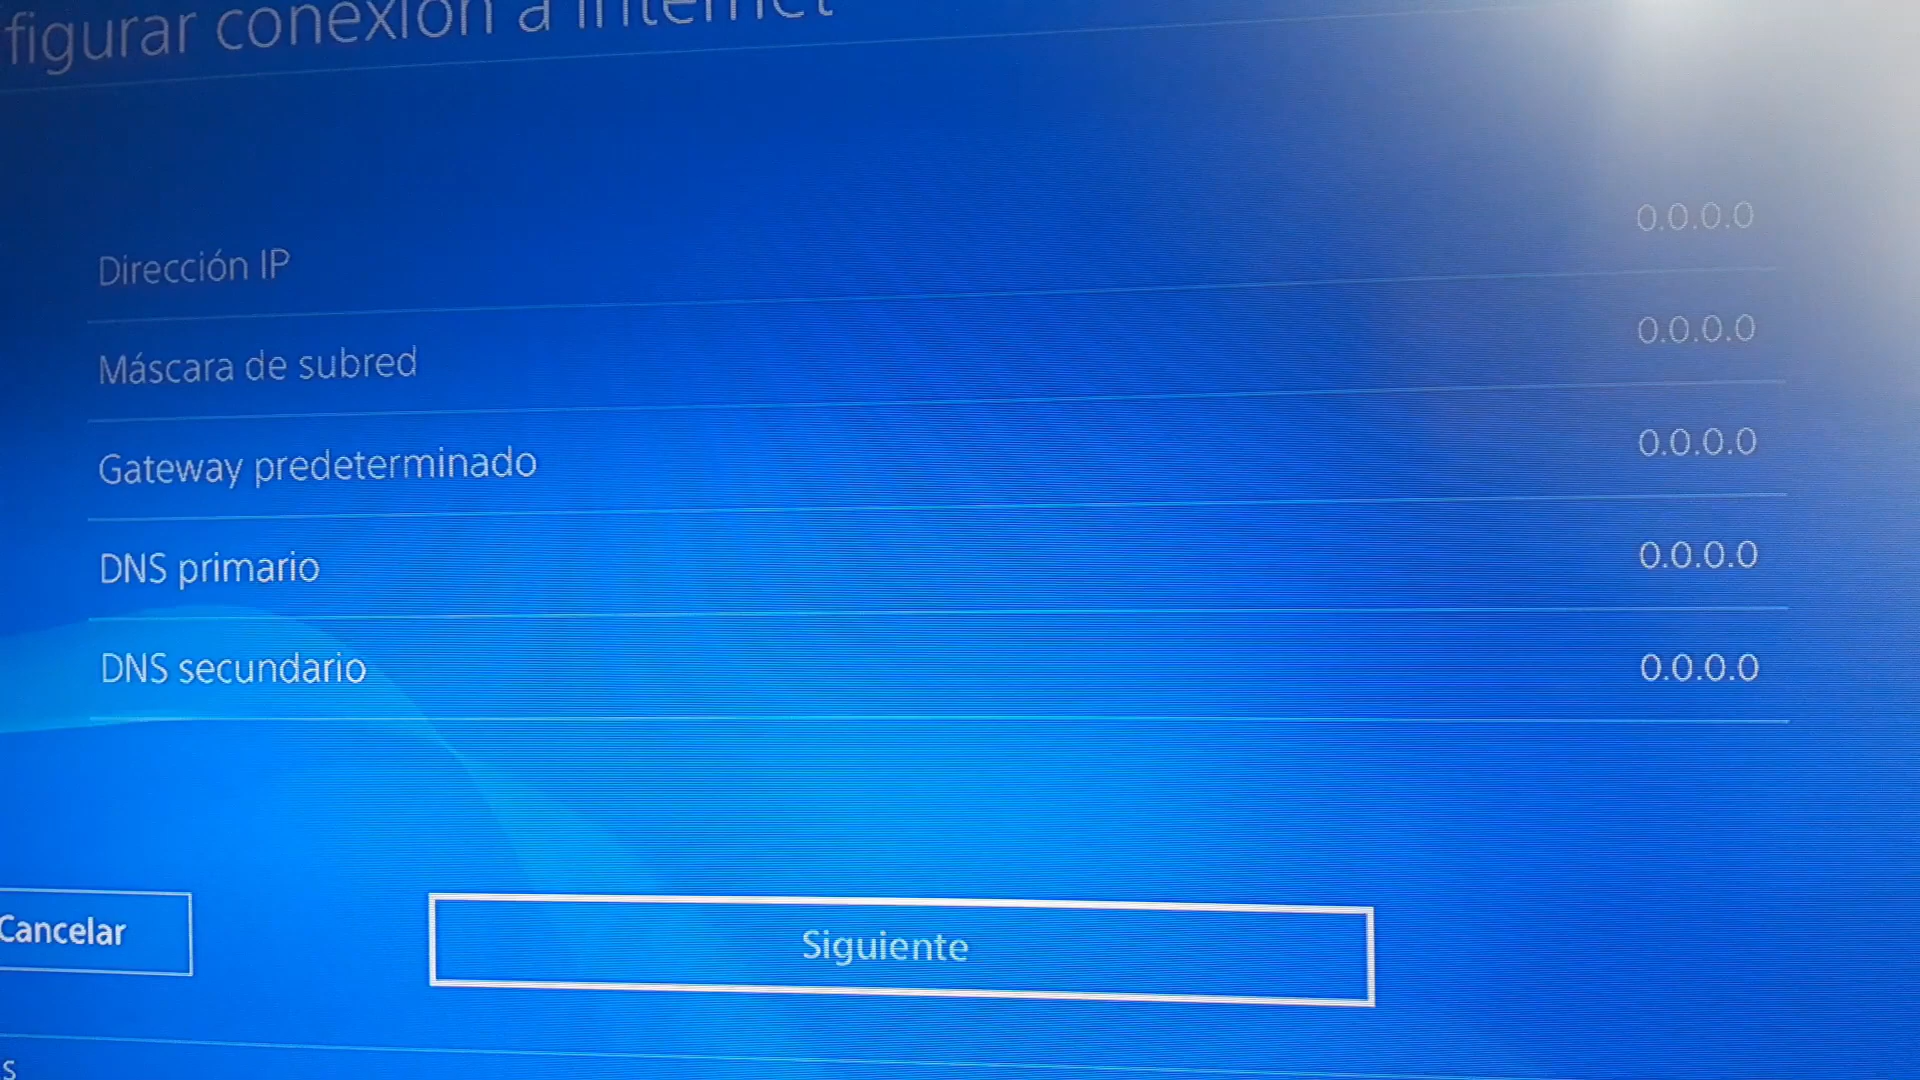 figurar conexión a Internet
Dirección IP 0.0.0.0
Máscara de subred 0.0.0.0
Gateway predeterminado 0.0.0.0
DNS primario 0.0.0.0
DNS secundario 0.0.0.0
Cancelar Siguiente
s